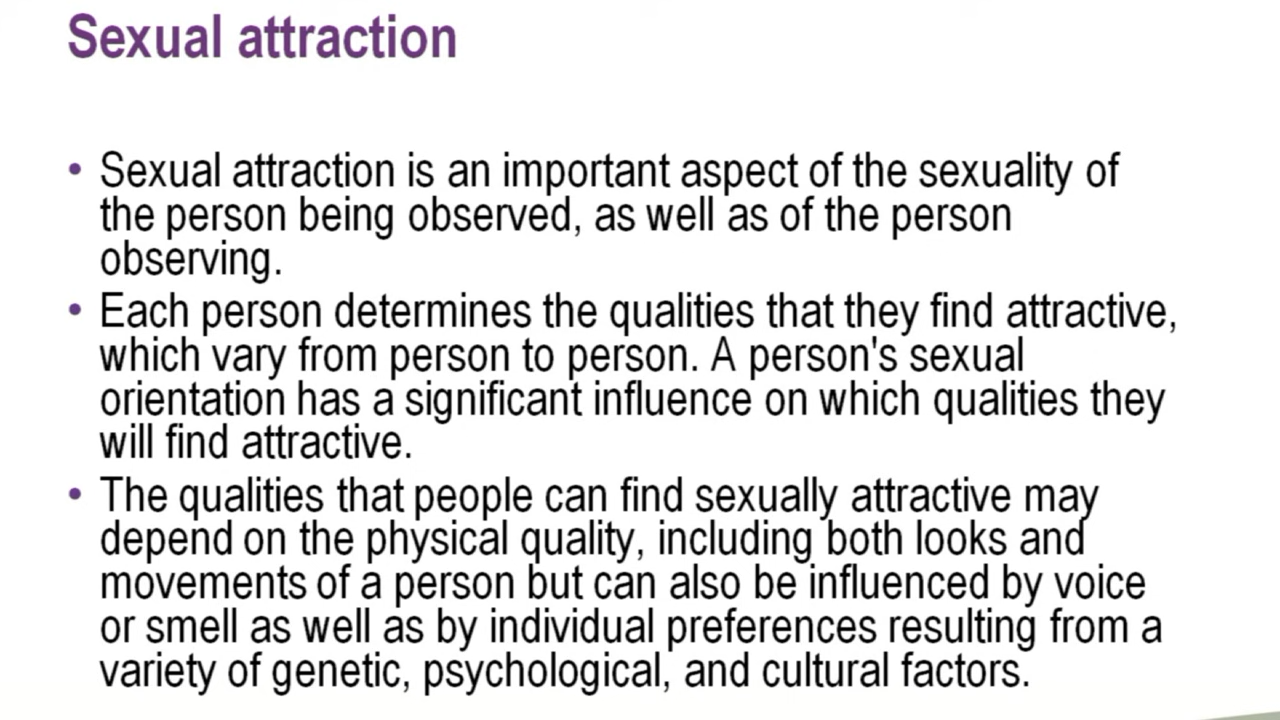 Sexual attraction
• Sexual attraction is an important aspect of the sexuality of
the person being observed, as well as of the person
observing.
• Each person determines the qualities that they find attractive,
which vary from person to person. A person's sexual
orientation has a significant influence on which qualities they
will find attractive.
• The qualities that people can find sexually attractive may
depend on the physical quality, including both looks and
movements of a person but can also be influenced by voice
or smell as well as by individual preferences resulting from a
variety of genetic, psychological, and cultural factors.